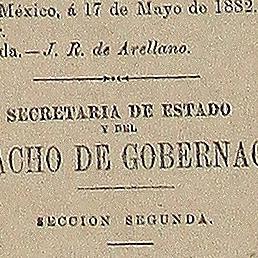 México, á 17 de Mayo de 1882.
da.—J. R. de Arellano.
SECRETARIA DE ESTADO
Y DEL
ACHO DE GOBERNAC
SECCION SEGUNDA.